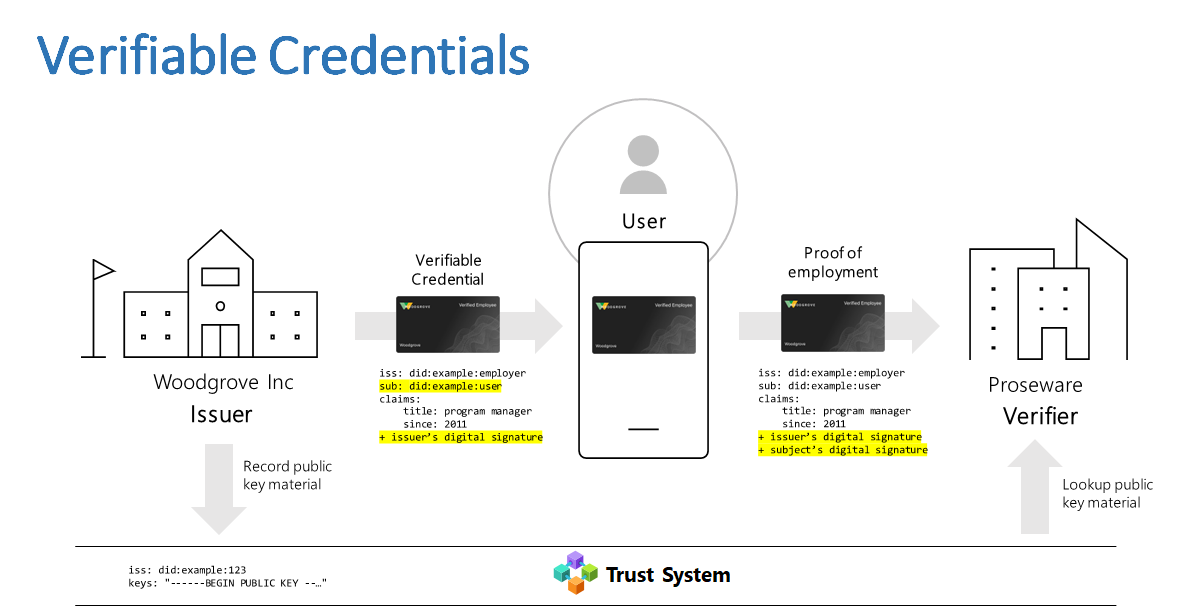 Verifiable Credentials
User
Verifiable
Credential
Proof of
employment
Verified Employee
Woodgrove
Verified Employee
Woodgrove
Verified Employee
Woodgrove
iss: did:example:employer
sub: did:example:user
claims:
title: program manager
since: 2011
+ issuer’s digital signature
iss: did:example:employer
sub: did:example:user
claims:
title: program manager
since: 2011
+ issuer’s digital signature
+ subject’s digital signature
Woodgrove Inc
Issuer
Proseware
Verifier
Record public
key material
Lookup public
key material
iss: did:example:123
keys: "------BEGIN PUBLIC KEY --…"
Trust System